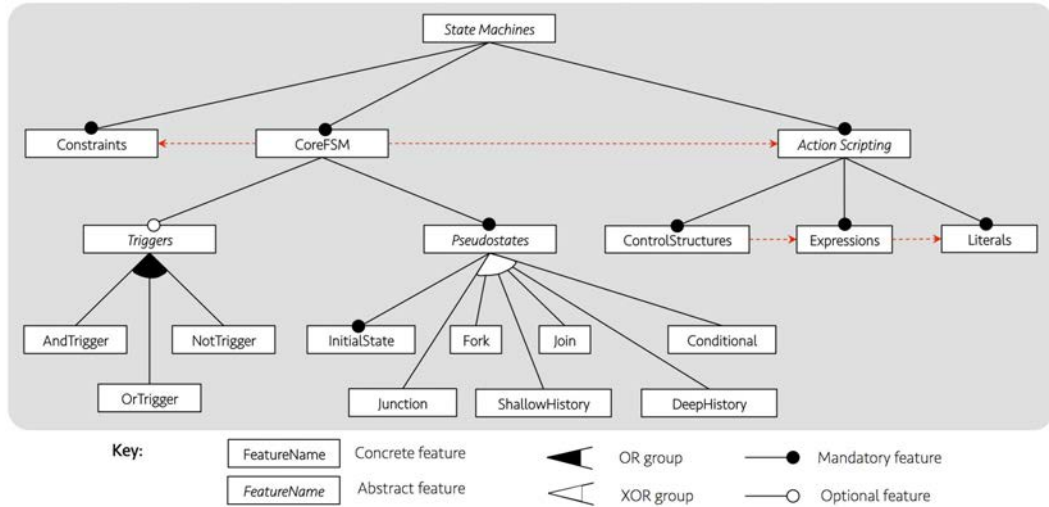 State Machines
Constraints
CoreFSM
Action Scripting
Triggers
Pseudostates
ControlStructures
Expressions
Literals
AndTrigger
NotTrigger
InitialState
Fork
Join
Conditional
OrTrigger
Junction
ShallowHistory
DeepHistory
Key:
FeatureName
Concrete feature
OR group
Mandatory feature
FeatureName
Abstract feature
XOR group
Optional feature